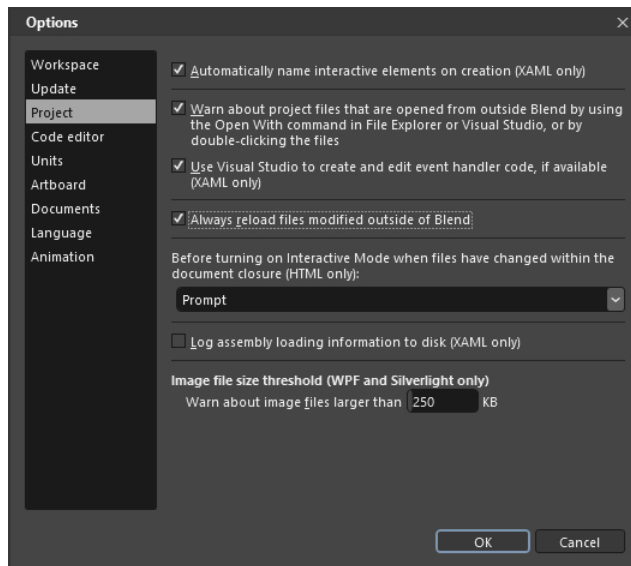 Options
Workspace
Update
Project
Code editor
Units
Artboard
Documents
Language
Animation
Automatically name interactive elements on creation (XAML only)
Warn about project files that are opened from outside Blend by using
the Open With command in File Explorer or Visual Studio, or by
double-clicking the files
Use Visual Studio to create and edit event handler code, if available
(XAML only)
Always reload files modified outside of Blend
Before turning on Interactive Mode when files have changed within the
document closure (HTML only):
Prompt
Log assembly loading information to disk (XAML only)
Image file size threshold (WPF and Silverlight only)
Warn about image files larger than 250 KB
OK Cancel